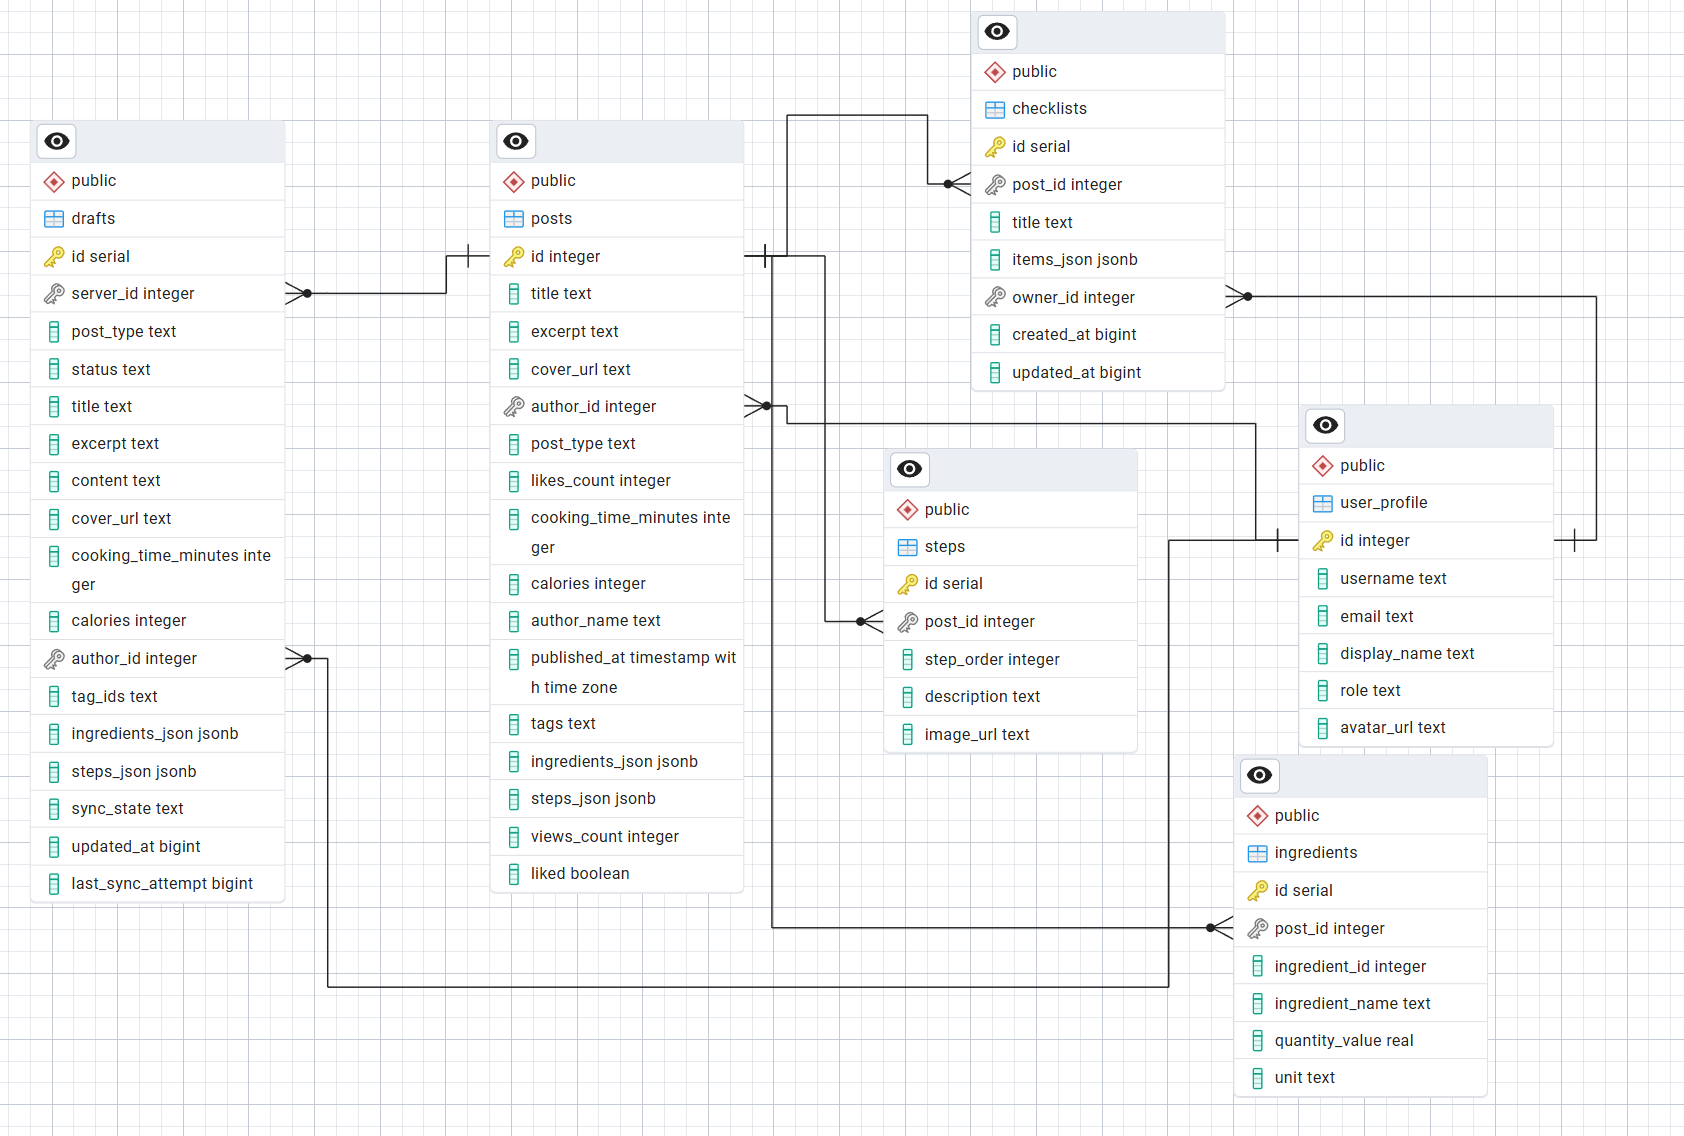 public
drafts
id serial
server_id integer
post_type text
status text
title text
excerpt text
content text
cover_url text
cooking_time_minutes inte
ger
calories integer
author_id integer
tag_ids text
ingredients_json jsonb
steps_json jsonb
sync_state text
updated_at bigint
last_sync_attempt bigint
public
posts
id integer
title text
excerpt text
cover_url text
author_id integer
post_type text
likes_count integer
cooking_time_minutes inte
ger
calories integer
author_name text
published_at timestamp wit
h time zone
tags text
ingredients_json jsonb
steps_json jsonb
views_count integer
liked boolean
public
checklists
id serial
post_id integer
title text
items_json jsonb
owner_id integer
created_at bigint
updated_at bigint
public
steps
id serial
post_id integer
step_order integer
description text
image_url text
public
user_profile
id integer
username text
email text
display_name text
role text
avatar_url text
public
ingredients
id serial
post_id integer
ingredient_id integer
ingredient_name text
quantity_value real
unit text